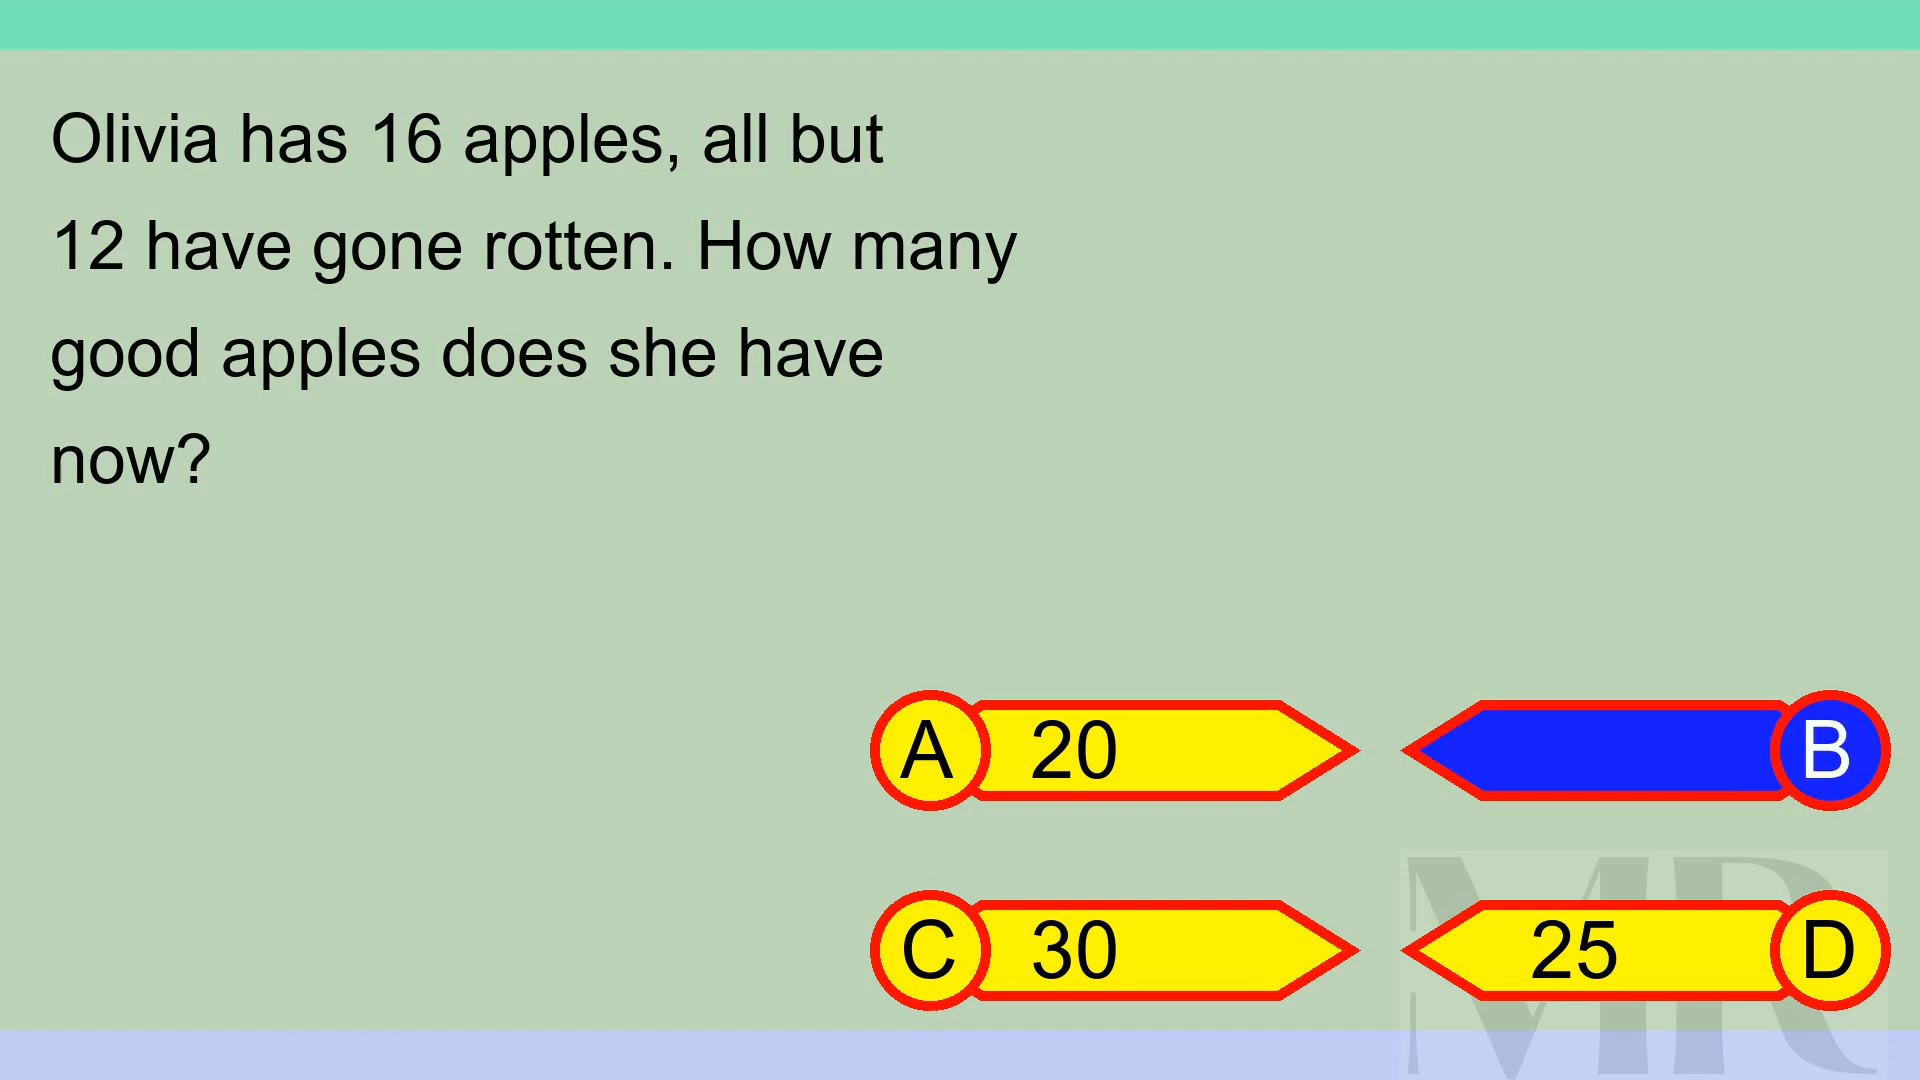 Olivia has 16 apples, all but
12 have gone rotten. How many
good apples does she have
now?
A 20
B
C 30
25 D
MR